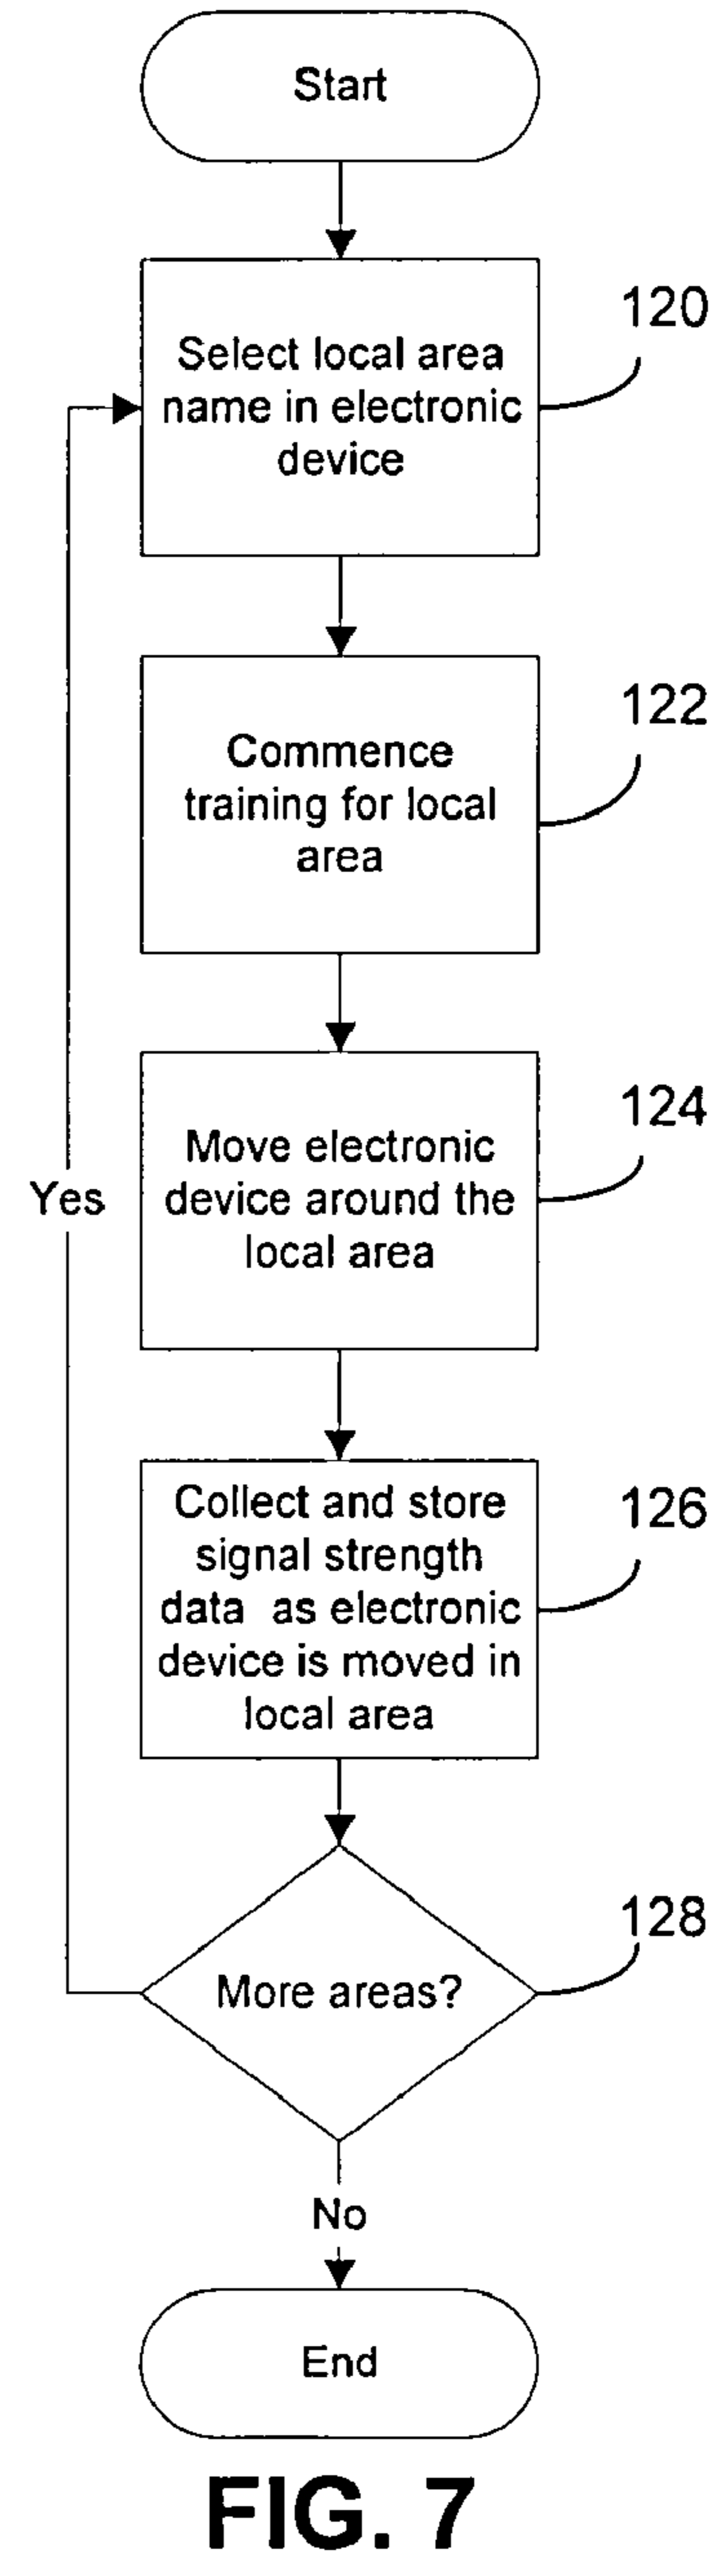 Start
Select local area
name in electronic
device
120
Commence
training for local
area
122
Move electronic
device around the
local area
124
Yes
Collect and store
signal strength
data as electronic
device is moved in
local area
126
More areas?
128
No
End
FIG. 7